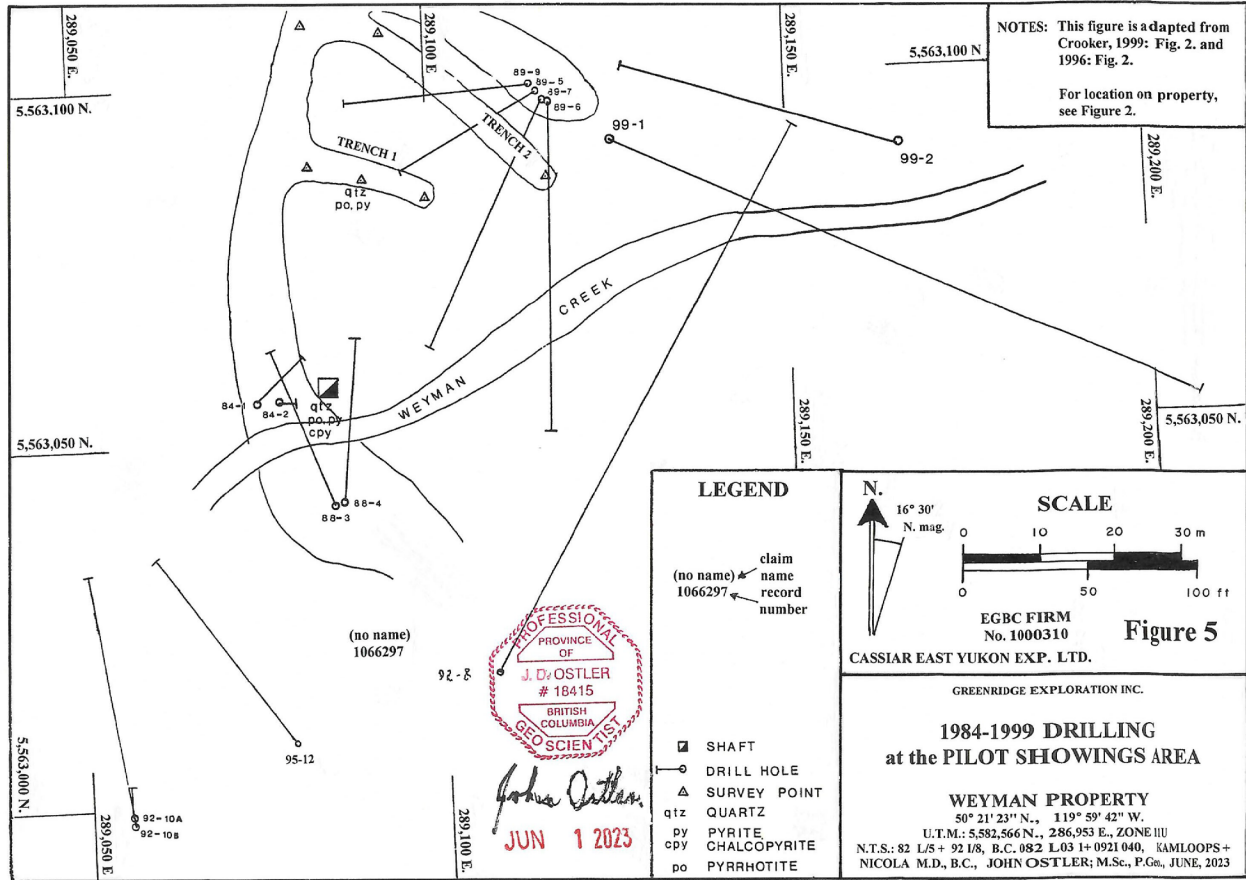 289,050 E.
289,100 E
289,150 E.
5,563,100 N
NOTES: This figure is adapted from
Crooker, 1999: Fig. 2. and
1996: Fig. 2.
For location on property,
see Figure 2.
5,563,100 N.
89-9
89-5
89-7
89-6
TRENCH 1
TRENCH 2
99-1
99-2
289,200 E.
qtz
po, py
WEYMAN CREEK
84-1
84-2
qtz
po, py
cpy
5,563,050 N.
289,150 E.
289,200 E.
5,563,050 N.
88-3
88-4
(no name)
1066297
92-8
95-12
92-10A
92-10B
5,563,000 N.
289,050 E.
289,100 E.
PROFESSIONAL
PROVINCE
OF
J. D. OSTLER
# 18415
BRITISH
COLUMBIA
GEOSCIENTIST
JUN 1 2023
LEGEND
(no name)
1066297
claim
name
record
number
SHAFT
DRILL HOLE
SURVEY POINT
qtz QUARTZ
py PYRITE
cpy CHALCOPYRITE
po PYRRHOTITE
N.
16° 30'
N. mag.
SCALE
0 10 20 30 m
0 50 100 ft
EGBC FIRM
No. 1000310
Figure 5
CASSIAR EAST YUKON EXP. LTD.
GREENRIDGE EXPLORATION INC.
1984-1999 DRILLING
at the PILOT SHOWINGS AREA
WEYMAN PROPERTY
50° 21' 23" N., 119° 59' 42" W.
U.T.M.: 5,582,566 N., 286,953 E., ZONE 11U
N.T.S.: 82 L/5 + 92 I/8, B.C. 082 L03 1+ 092I 040, KAMLOOPS +
NICOLA M.D., B.C., JOHN OSTLER; M.Sc., P.Geo., JUNE, 2023